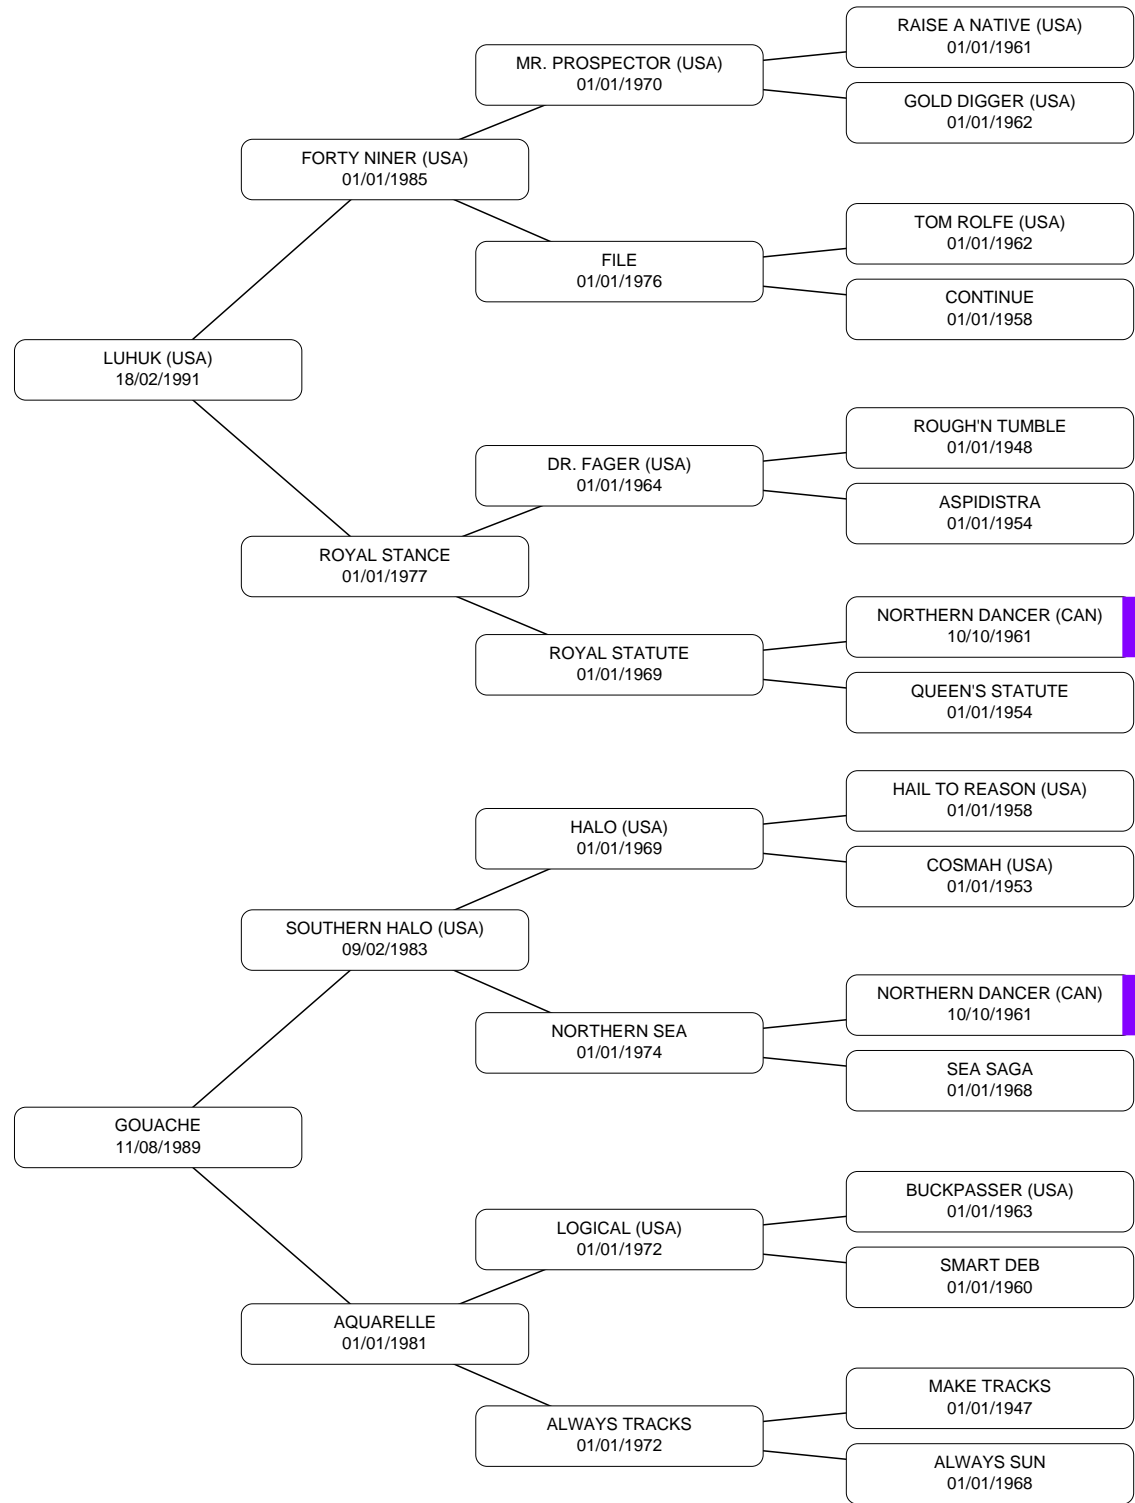 RAISE A NATIVE (USA)
01/01/1961
MR. PROSPECTOR (USA)
01/01/1970
GOLD DIGGER (USA)
01/01/1962
FORTY NINER (USA)
01/01/1985
TOM ROLFE (USA)
01/01/1962
FILE
01/01/1976
CONTINUE
01/01/1958
LUHUK (USA)
18/02/1991
ROUGH'N TUMBLE
01/01/1948
DR. FAGER (USA)
01/01/1964
ASPIDISTRA
01/01/1954
ROYAL STANCE
01/01/1977
NORTHERN DANCER (CAN)
10/10/1961
ROYAL STATUTE
01/01/1969
QUEEN'S STATUTE
01/01/1954
HAIL TO REASON (USA)
01/01/1958
HALO (USA)
01/01/1969
COSMAH (USA)
01/01/1953
SOUTHERN HALO (USA)
09/02/1983
NORTHERN DANCER (CAN)
10/10/1961
NORTHERN SEA
01/01/1974
SEA SAGA
01/01/1968
GOUACHE
11/08/1989
BUCKPASSER (USA)
01/01/1963
LOGICAL (USA)
01/01/1972
SMART DEB
01/01/1960
AQUARELLE
01/01/1981
MAKE TRACKS
01/01/1947
ALWAYS TRACKS
01/01/1972
ALWAYS SUN
01/01/1968